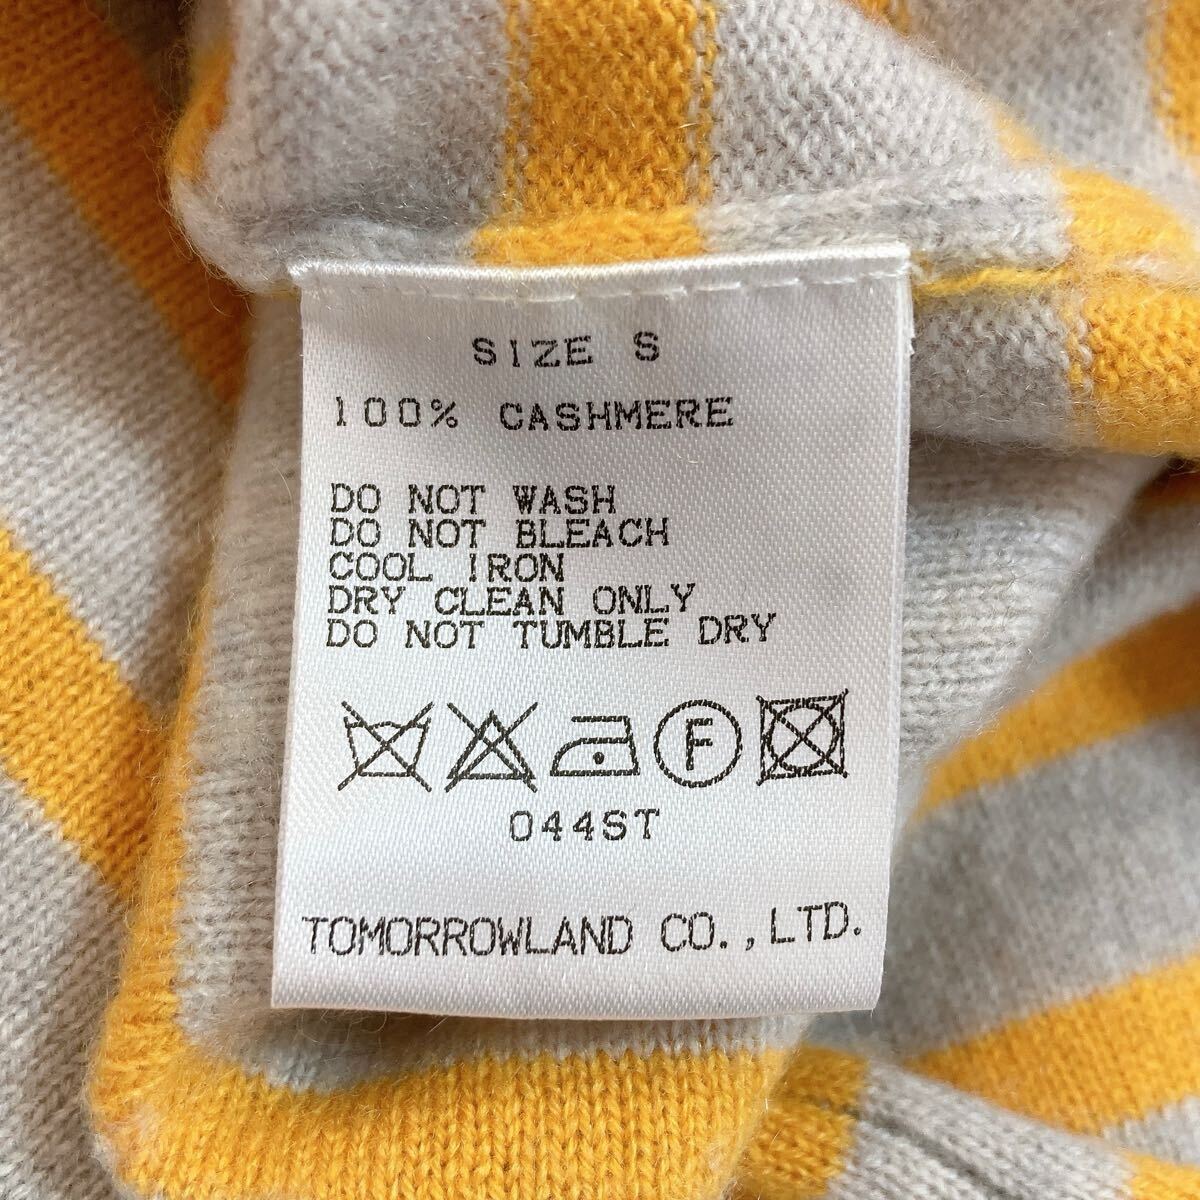 SIZE S
100% CASHMERE
DO NOT WASH
DO NOT BLEACH
COOL IRON
DRY CLEAN ONLY
DO NOT TUMBLE DRY
F
044ST
TOMORROWLAND CO.,LTD.